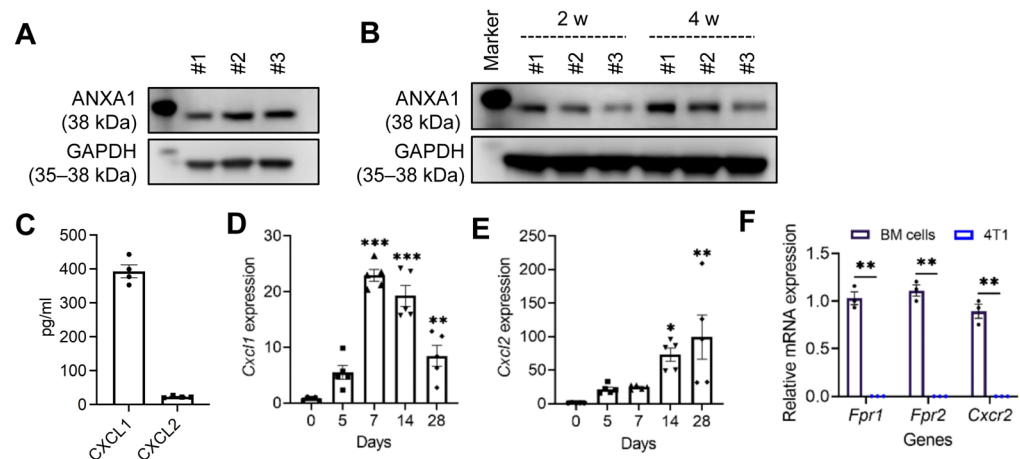 A
#1 #2 #3
ANXA1
(38 kDa)
GAPDH
(35–38 kDa)
B
Marker
2 w 4 w
#1 #2 #3 #1 #2 #3
ANXA1
(38 kDa)
GAPDH
(35–38 kDa)
C
pg/ml
500
400
300
200
100
0
CXCL1 CXCL2
D
Cxcl1 expression
30
20
10
0
*** *** **
0 5 7 14 28
Days
E
Cxcl2 expression
250
200
150
100
50
0
* **
0 5 7 14 28
Days
F
BM cells 4T1
Relative mRNA expression
1.5
1.0
0.5
0.0
** ** **
Fpr1 Fpr2 Cxcr2
Genes